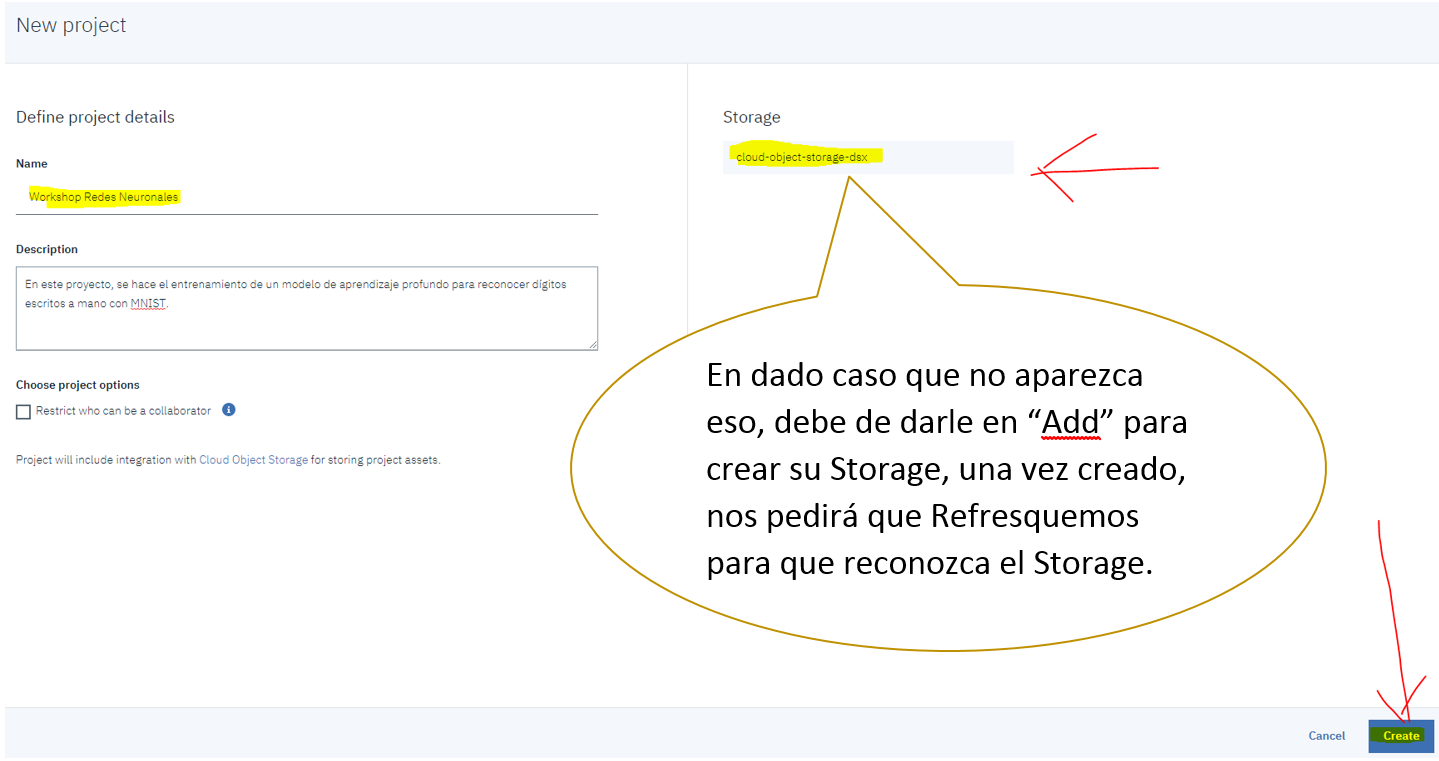 New project
Define project details
Name
Workshop Redes Neuronales
Description
En este proyecto, se hace el entrenamiento de un modelo de aprendizaje profundo para reconocer dígitos
escritos a mano con MNIST.
Choose project options
Restrict who can be a collaborator
Project will include integration with Cloud Object Storage for storing project assets.
Storage
cloud-object-storage-dsx
En dado caso que no aparezca
eso, debe de darle en “Add” para
crear su Storage, una vez creado,
nos pedirá que Refresquemos
para que reconozca el Storage.
Cancel
Create